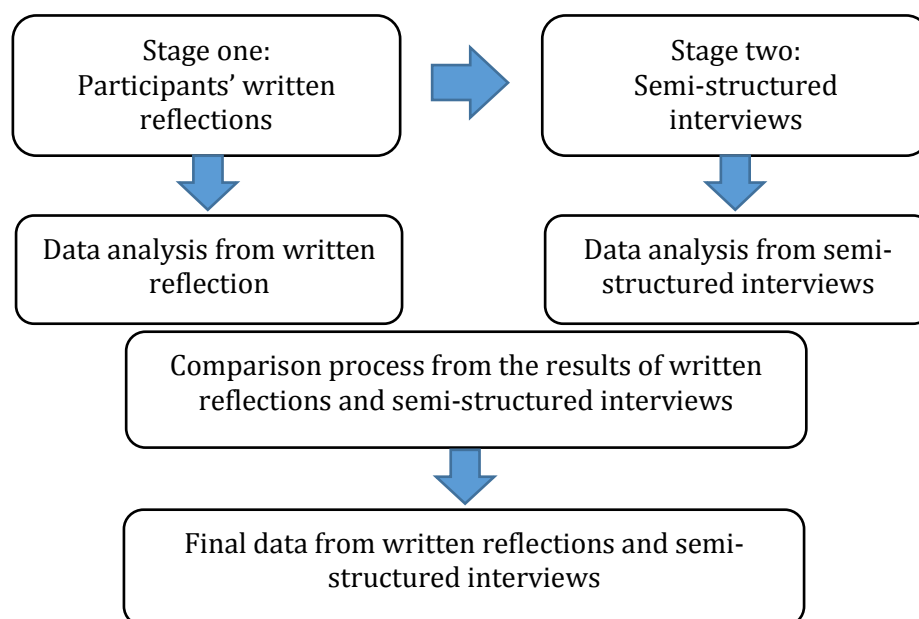 Stage one:
Participants’ written
reflections
Stage two:
Semi-structured
interviews
Data analysis from written
reflection
Data analysis from semi-
structured interviews
Comparison process from the results of written
reflections and semi-structured interviews
Final data from written reflections and semi-
structured interviews